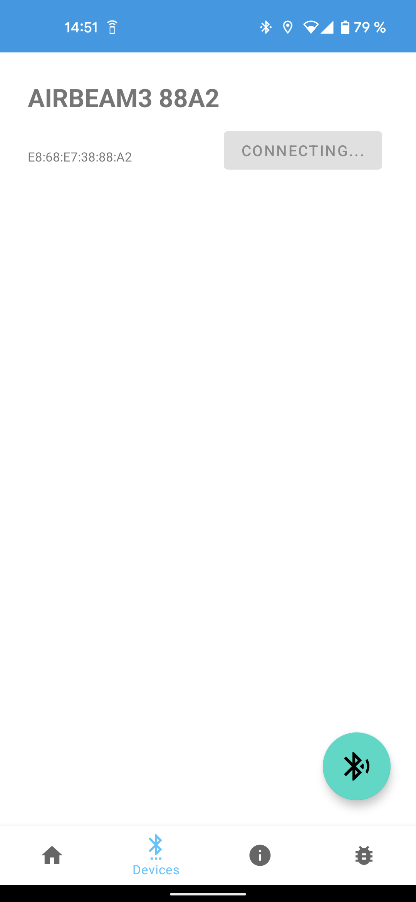 14:51
79 %
AIRBEAM3 88A2
E8:68:E7:38:88:A2
CONNECTING...
Devices